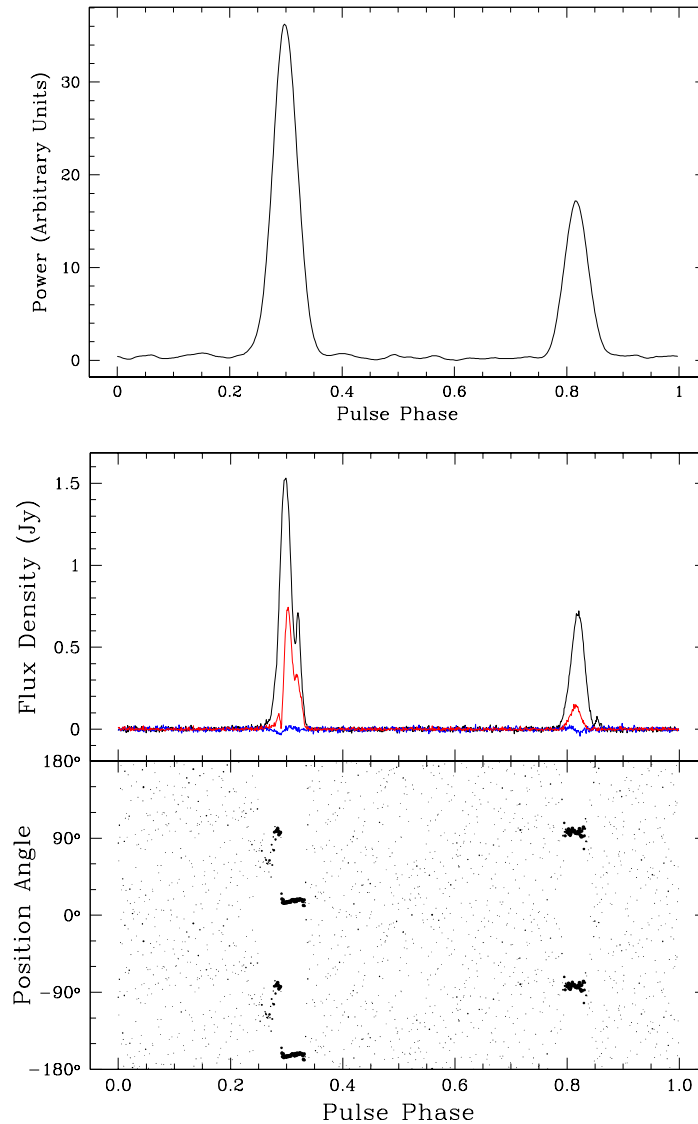 Power (Arbitrary Units)
30
20
10
0
0 0.2 0.4 0.6 0.8 1
Pulse Phase
Flux Density (Jy)
1.5
1
0.5
0
Position Angle
180°
90°
0°
-90°
-180°
0.0 0.2 0.4 0.6 0.8 1.0
Pulse Phase